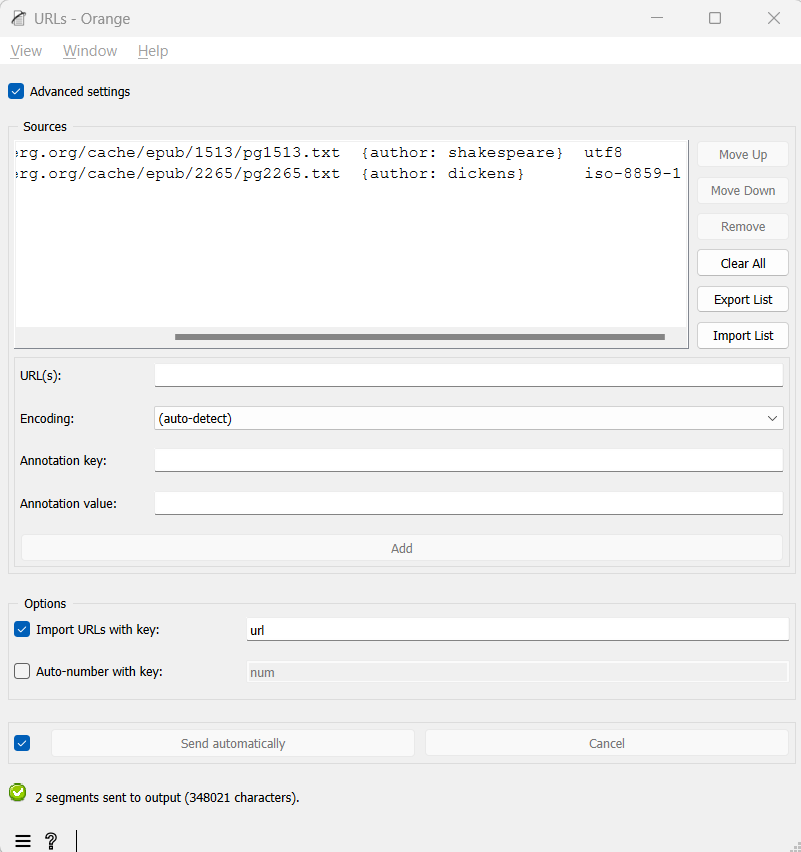 URLs - Orange
View Window Help
Advanced settings
Sources
erg.org/cache/epub/1513/pg1513.txt {author: shakespeare} utf8
erg.org/cache/epub/2265/pg2265.txt {author: dickens} iso-8859-1
Move Up
Move Down
Remove
Clear All
Export List
Import List
URL(s):
Encoding: (auto-detect)
Annotation key:
Annotation value:
Add
Options
Import URLs with key: url
Auto-number with key: num
Send automatically Cancel
2 segments sent to output (348021 characters).
?